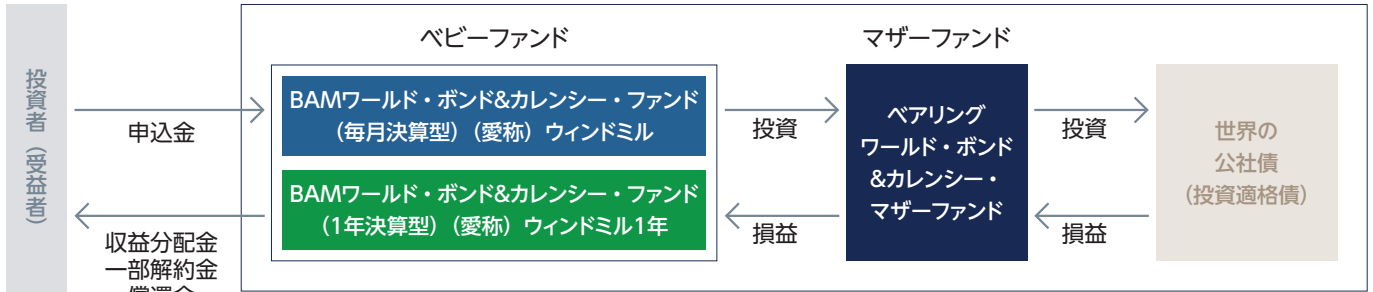 投資者（受益者）
申込金
収益分配金
一部解約金
償還金
ベビーファンド
BAMワールド・ボンド&カレンシー・ファンド
（毎月決算型）（愛称）ウィンドミル
BAMワールド・ボンド&カレンシー・ファンド
（1年決算型）（愛称）ウィンドミル1年
投資
損益
マザーファンド
ベアリング
ワールド・ボンド
&カレンシー・
マザーファンド
投資
損益
世界の
公社債
（投資適格債）